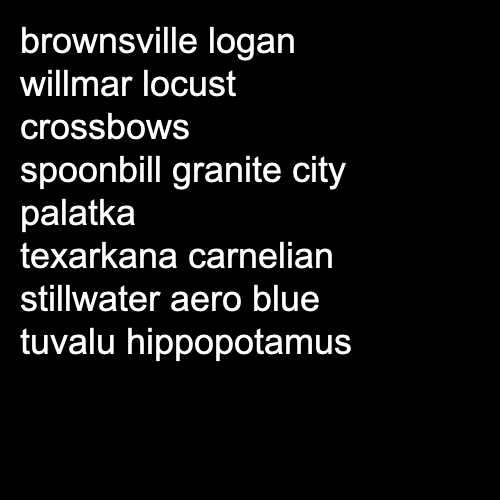 brownsville logan
willmar locust
crossbows
spoonbill granite city
palatka
texarkana carnelian
stillwater aero blue
tuvalu hippopotamus